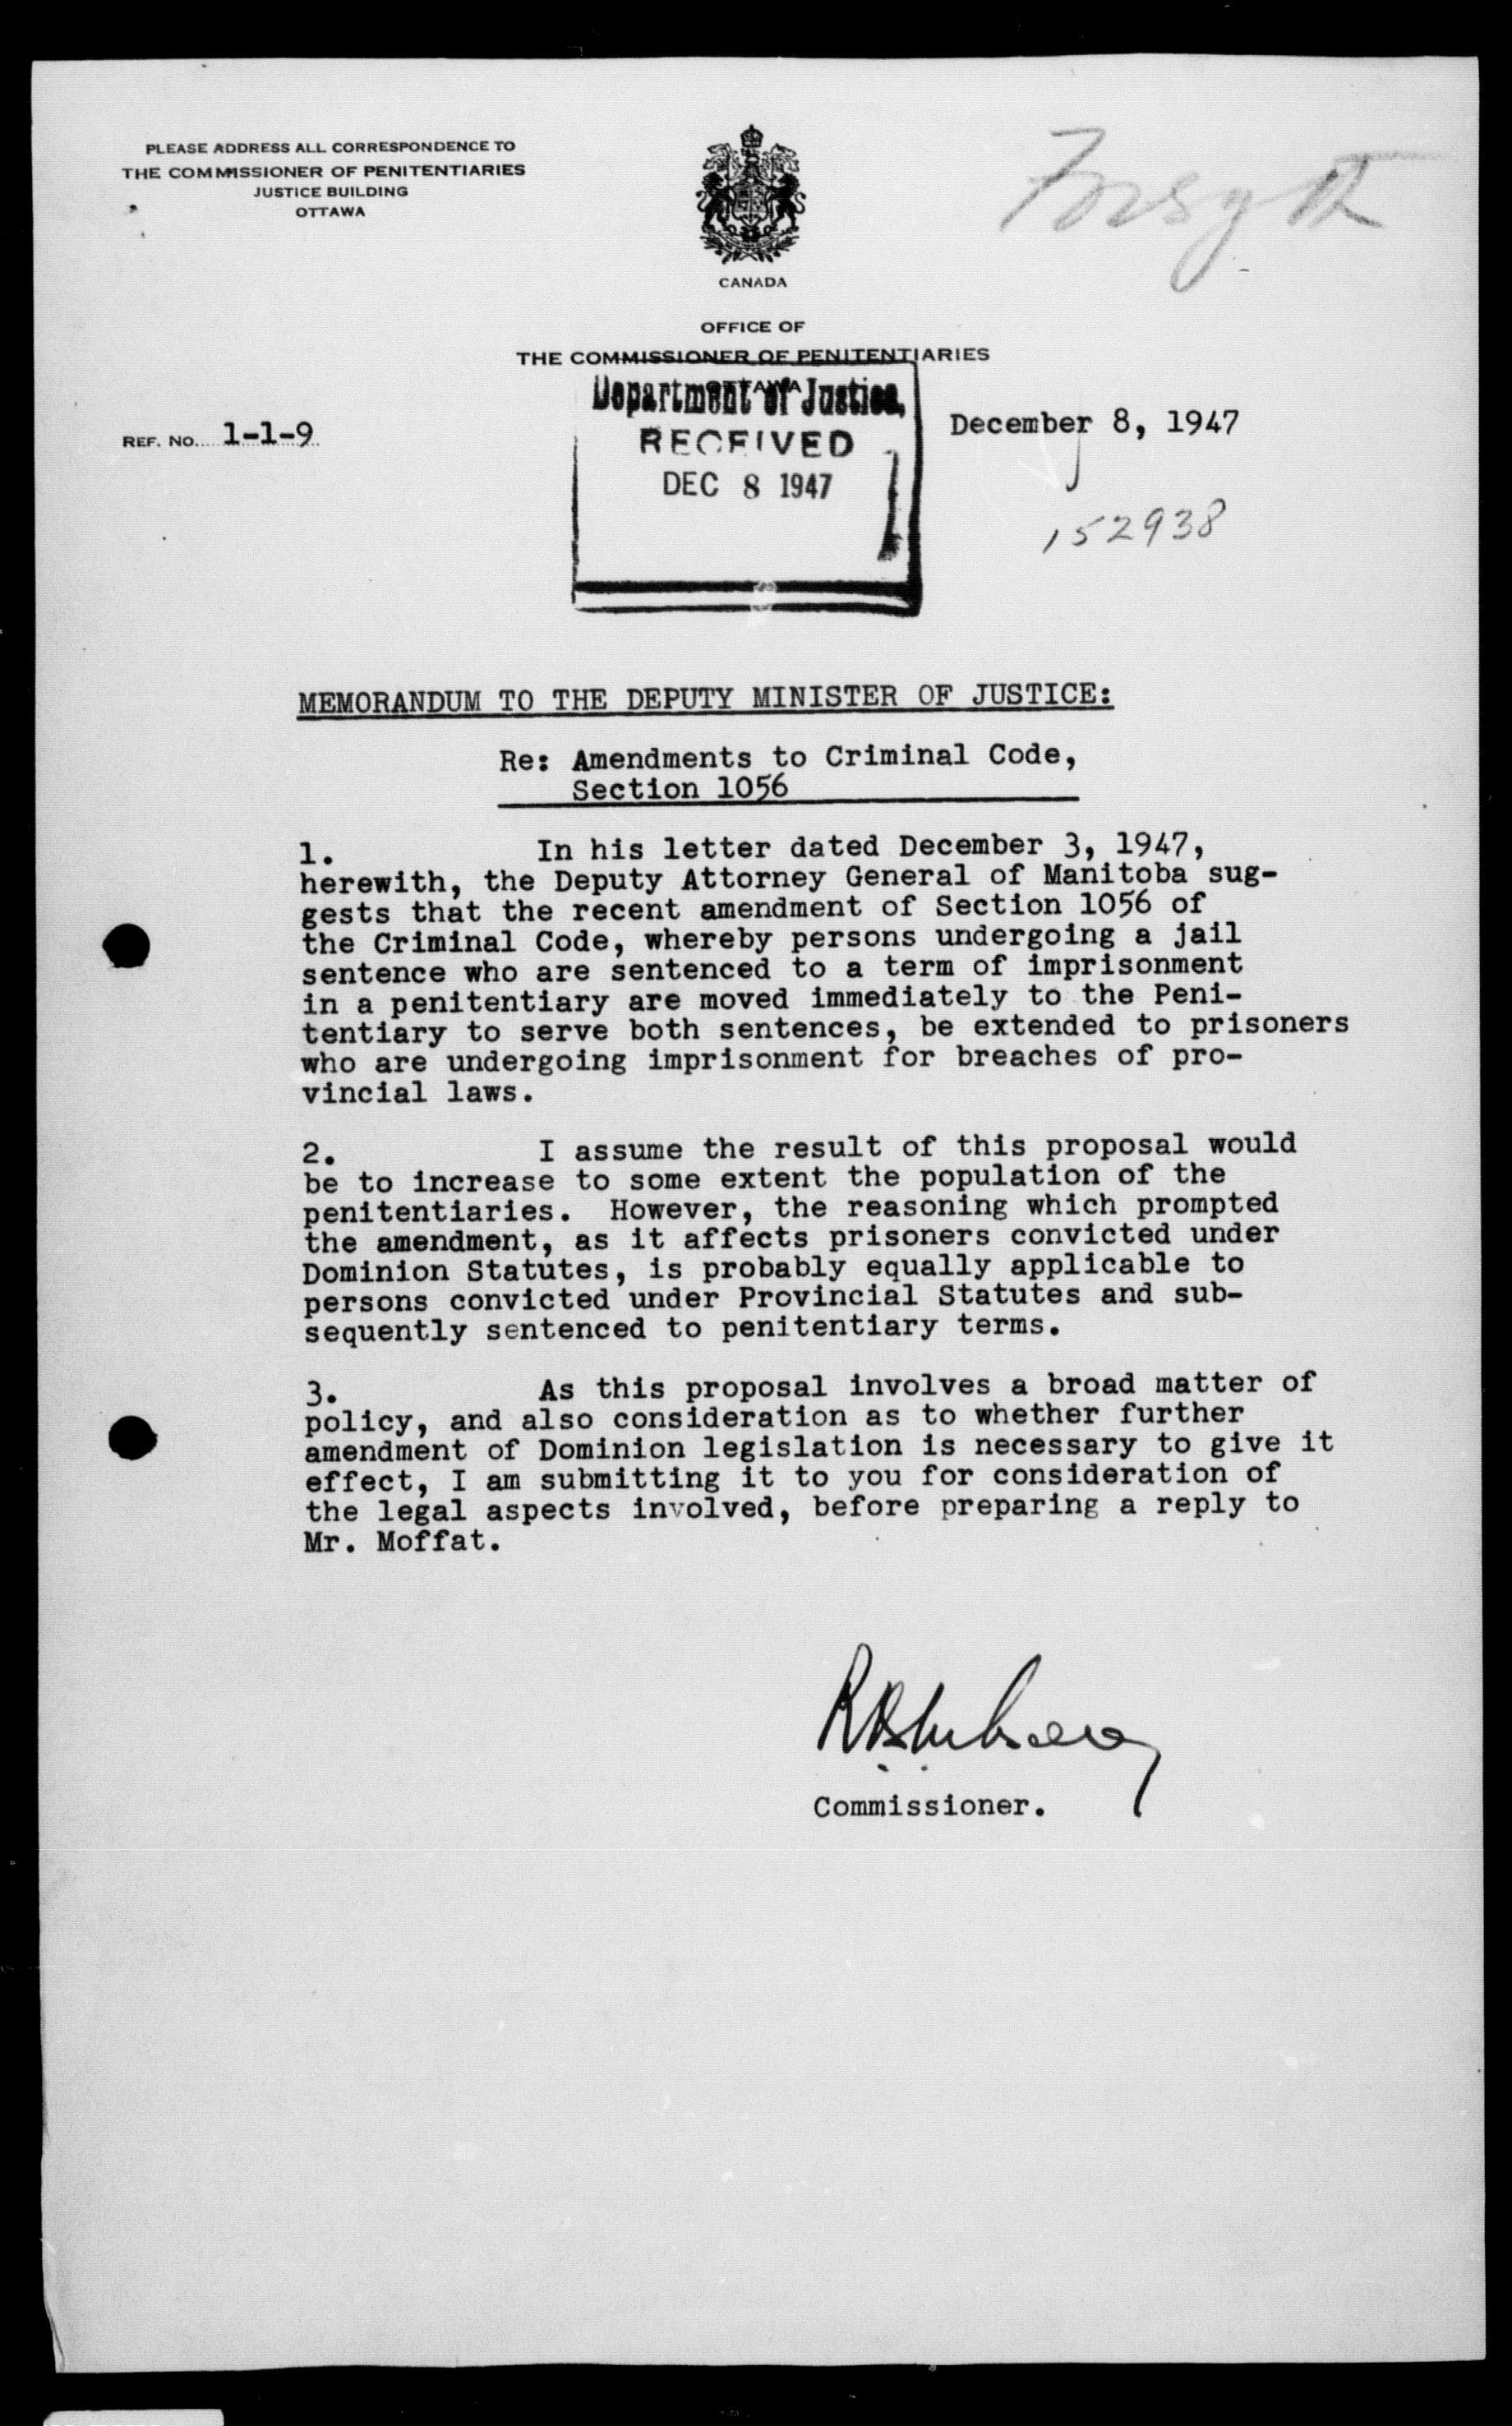 PLEASE ADDRESS ALL CORRESPONDENCE TO
THE COMMISSIONER OF PENITENTIARIES
JUSTICE BUILDING
OTTAWA
CANADA
Forsyth
OFFICE OF
THE COMMISSIONER OF PENITENTIARIES
OTTAWA
Department of Justice,
RECEIVED
DEC 8 1947
REF. NO. 1-1-9
December 8, 1947
152938
MEMORANDUM TO THE DEPUTY MINISTER OF JUSTICE:
Re: Amendments to Criminal Code,
Section 1056
1. In his letter dated December 3, 1947,
herewith, the Deputy Attorney General of Manitoba sug-
gests that the recent amendment of Section 1056 of
the Criminal Code, whereby persons undergoing a jail
sentence who are sentenced to a term of imprisonment
in a penitentiary are moved immediately to the Peni-
tentiary to serve both sentences, be extended to prisoners
who are undergoing imprisonment for breaches of pro-
vincial laws.
2. I assume the result of this proposal would
be to increase to some extent the population of the
penitentiaries. However, the reasoning which prompted
the amendment, as it affects prisoners convicted under
Dominion Statutes, is probably equally applicable to
persons convicted under Provincial Statutes and sub-
sequently sentenced to penitentiary terms.
3. As this proposal involves a broad matter of
policy, and also consideration as to whether further
amendment of Dominion legislation is necessary to give it
effect, I am submitting it to you for consideration of
the legal aspects involved, before preparing a reply to
Mr. Moffat.
Commissioner.